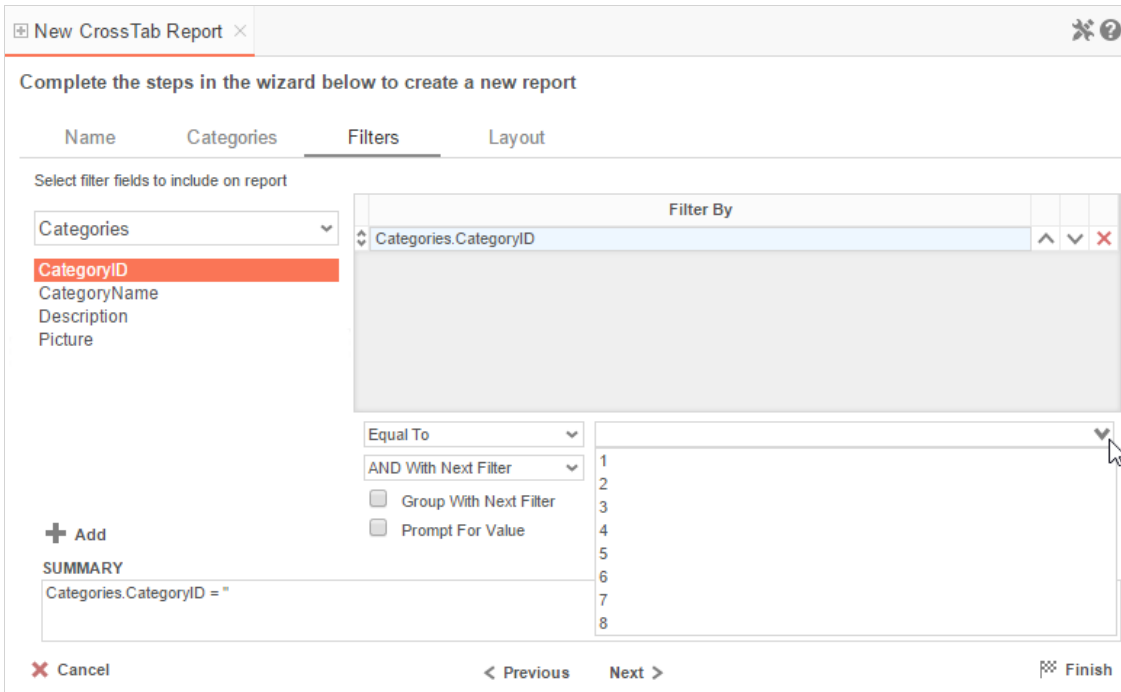 New CrossTab Report
Complete the steps in the wizard below to create a new report
Name Categories Filters Layout
Select filter fields to include on report
Filter By
Categories
Categories.CategoryID
CategoryID
CategoryName
Description
Picture
Equal To
AND With Next Filter
1
2
Group With Next Filter
3
Prompt For Value
4
Add
5
SUMMARY
6
Categories.CategoryID = ''
7
8
Cancel
< Previous Next >
Finish